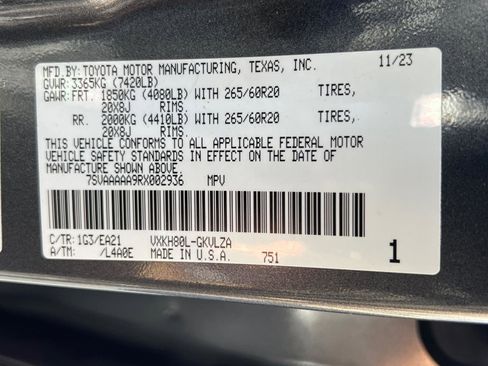 MFD.BY: TOYOTA MOTOR MANUFACTURING, TEXAS, INC. 11/23
GVWR: 3365KG (7420LB)
GAWR: FRT. 1850KG (4080LB) WITH 265/60R20 TIRES,
20X8J RIMS.
RR. 2000KG (4410LB) WITH 265/60R20 TIRES,
20X8J RIMS.
THIS VEHICLE CONFORMS TO ALL APPLICABLE FEDERAL MOTOR
VEHICLE SAFETY STANDARDS IN EFFECT ON THE DATE OF
MANUFACTURE SHOWN ABOVE.
7SVAAAAA9RX002936 MPV
C/TR: 1G3/EA21 VXKH80L-GKVLZA
A/TM: /L4A0E MADE IN U.S.A. 751 1